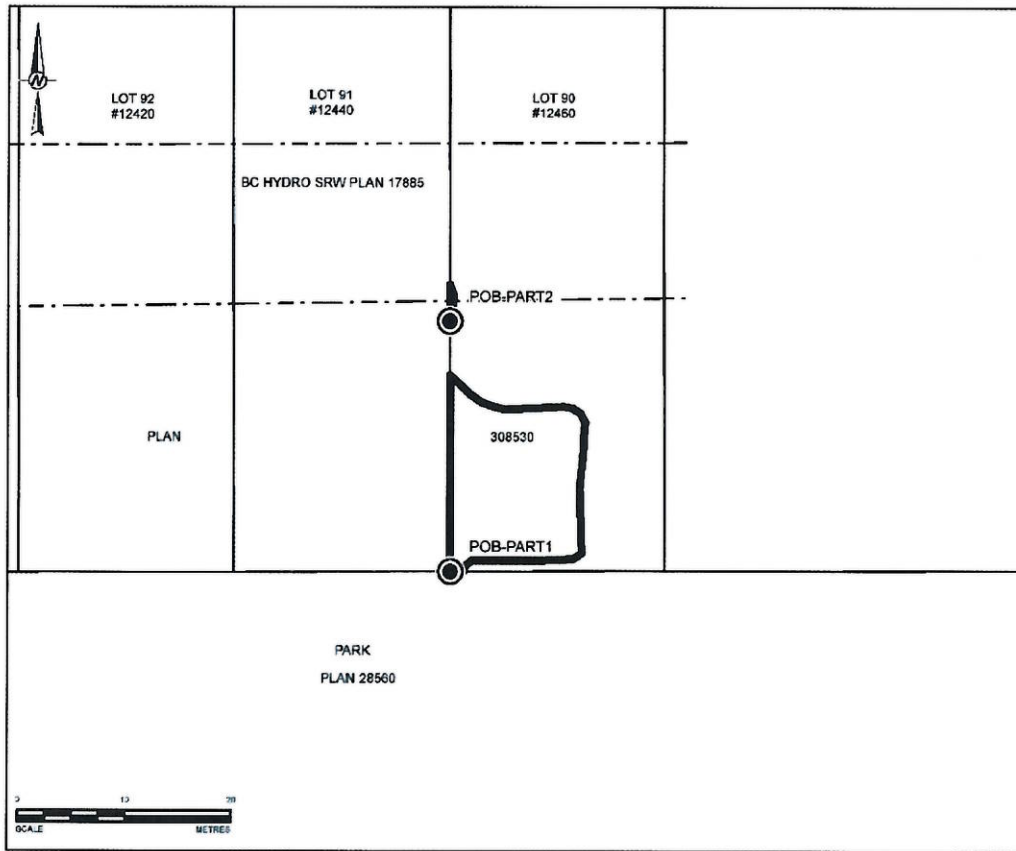 N
LOT 92
#12420
LOT 91
#12440
LOT 90
#12460
BC HYDRO SRW PLAN 17885
POB-PART2
PLAN
308530
POB-PART1
PARK
PLAN 28560
0 10 20
SCALE METRES